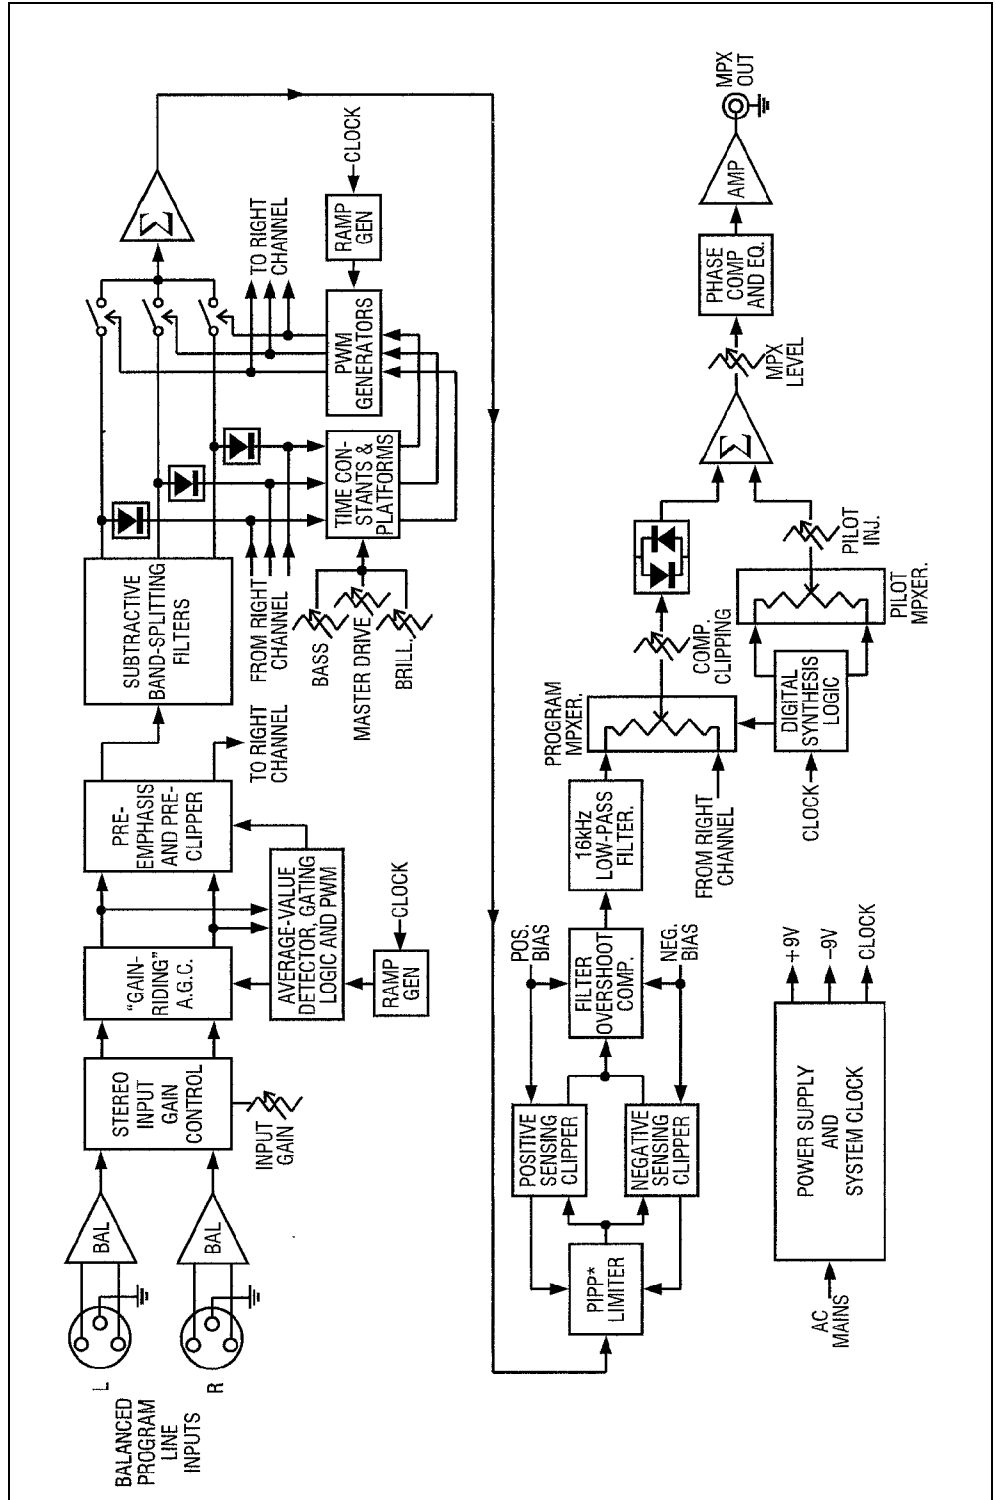 BALANCED
PROGRAM
LINE
INPUTS
L
R
BAL
BAL
STEREO
INPUT
GAIN
CONTROL
INPUT
GAIN
“GAIN-
RIDING”
A.G.C.
AVERAGE-VALUE
DETECTOR, GATING
LOGIC AND PWM
RAMP
GEN
CLOCK
PRE-
EMPHASIS
AND PRE-
CLIPPER
TO RIGHT
CHANNEL
SUBTRACTIVE
BAND-SPLITTING
FILTERS
FROM RIGHT
CHANNEL
BASS
MASTER DRIVE
BRILL.
TIME CON-
STANTS &
PLATFORMS
PWM
GENERATORS
TO RIGHT
CHANNEL
RAMP
GEN
CLOCK
Σ
PIPP*
LIMITER
POSITIVE
SENSING
CLIPPER
NEGATIVE
SENSING
CLIPPER
POS.
BIAS
FILTER
OVERSHOOT
COMP.
NEG.
BIAS
16kHz
LOW-PASS
FILTER.
FROM RIGHT
CHANNEL
PROGRAM
MPXER.
COMP.
CLIPPING
CLOCK
DIGITAL
SYNTHESIS
LOGIC
PILOT
MPXER.
PILOT
INJ.
Σ
MPX
LEVEL
PHASE
COMP
AND EQ.
AMP
MPX
OUT
AC
MAINS
POWER SUPPLY
AND
SYSTEM CLOCK
+9V
–9V
CLOCK